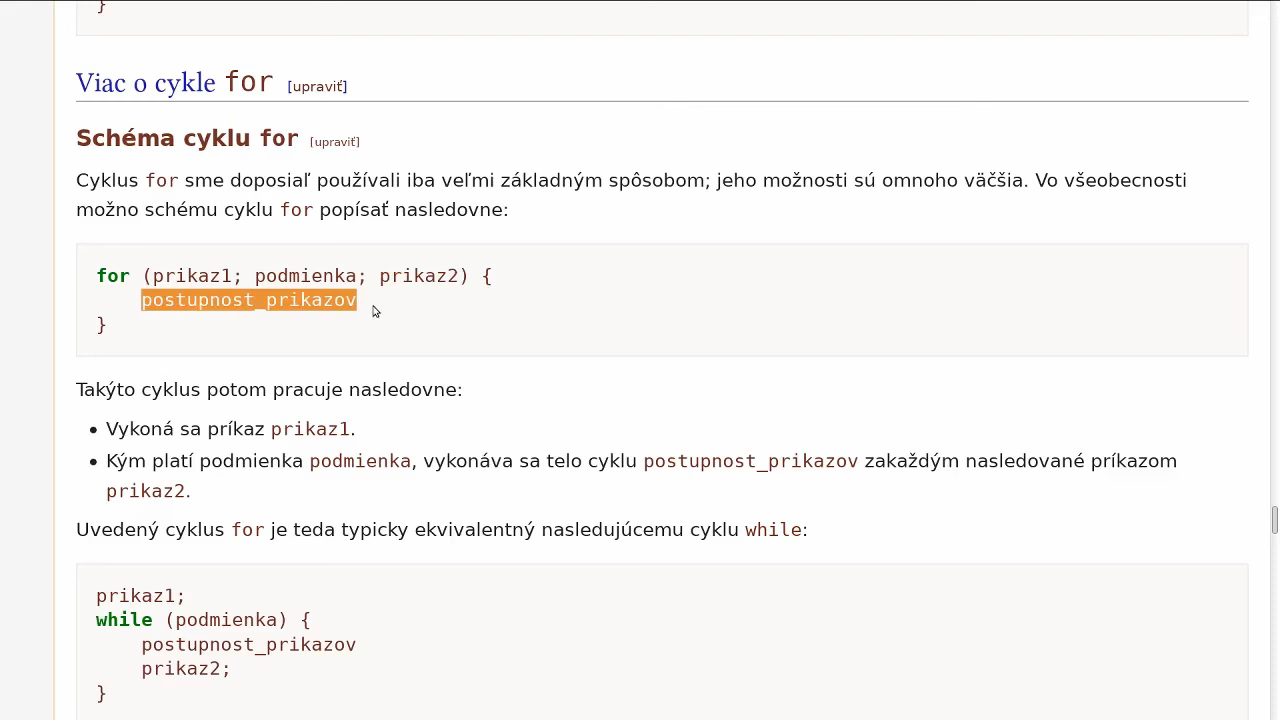 }
Viac o cykle for [upraviť]
Schéma cyklu for [upraviť]
Cyklus for sme doposiaľ používali iba veľmi základným spôsobom; jeho možnosti sú omnoho väčšia. Vo všeobecnosti
možno schému cyklu for popísať nasledovne:
for (prikaz1; podmienka; prikaz2) {
    postupnost_prikazov
}
Takýto cyklus potom pracuje nasledovne:
• Vykoná sa príkaz prikaz1.
• Kým platí podmienka podmienka, vykonáva sa telo cyklu postupnost_prikazov zakaždým nasledované príkazom
prikaz2.
Uvedený cyklus for je teda typicky ekvivalentný nasledujúcemu cyklu while:
prikaz1;
while (podmienka) {
    postupnost_prikazov
    prikaz2;
}